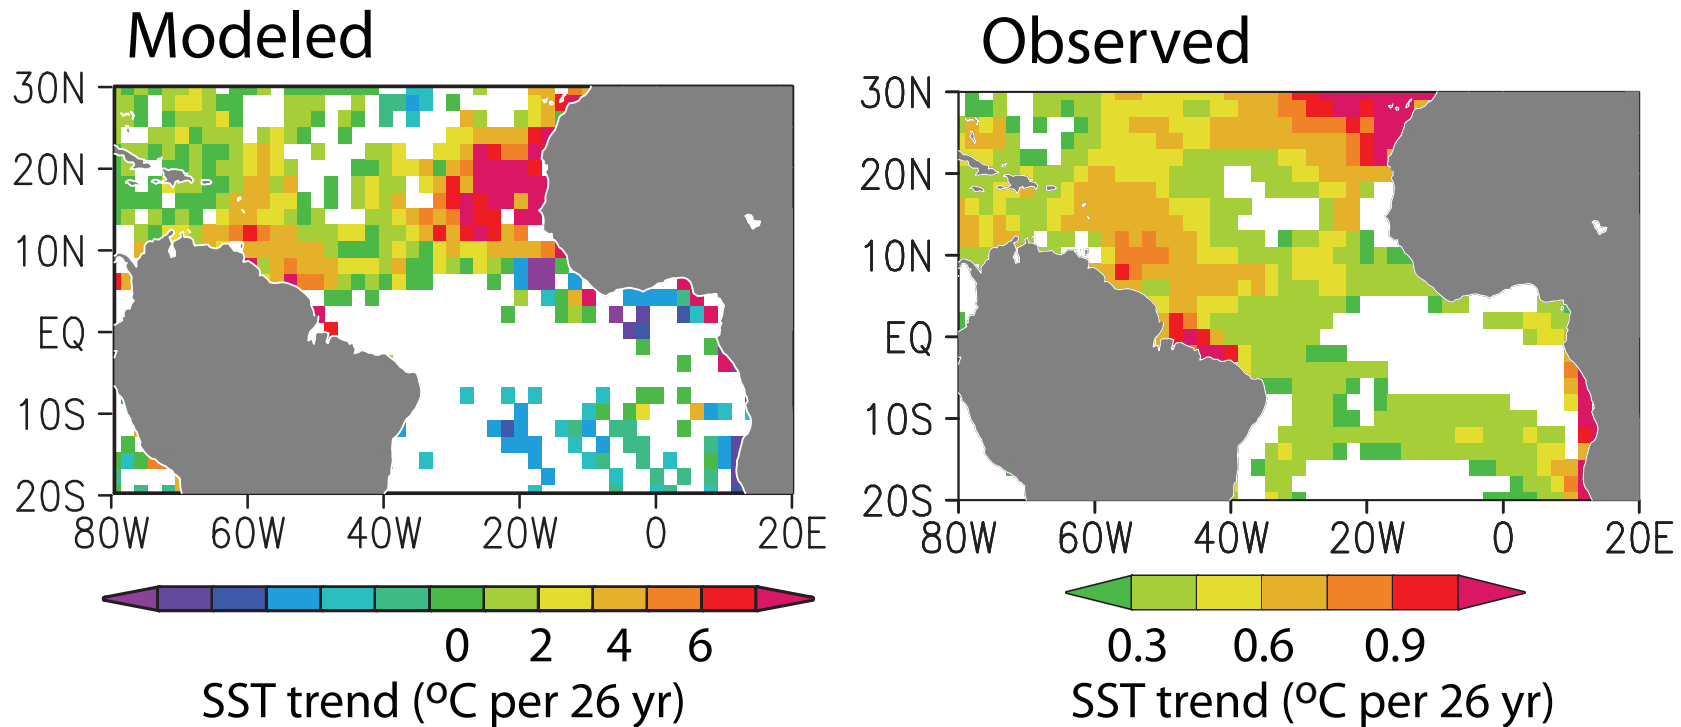 Modeled
30N
20N
10N
EQ
10S
20S
80W 60W 40W 20W 0 20E
0 2 4 6
SST trend (ºC per 26 yr)
Observed
30N
20N
10N
EQ
10S
20S
80W 60W 40W 20W 0 20E
0.3 0.6 0.9
SST trend (ºC per 26 yr)